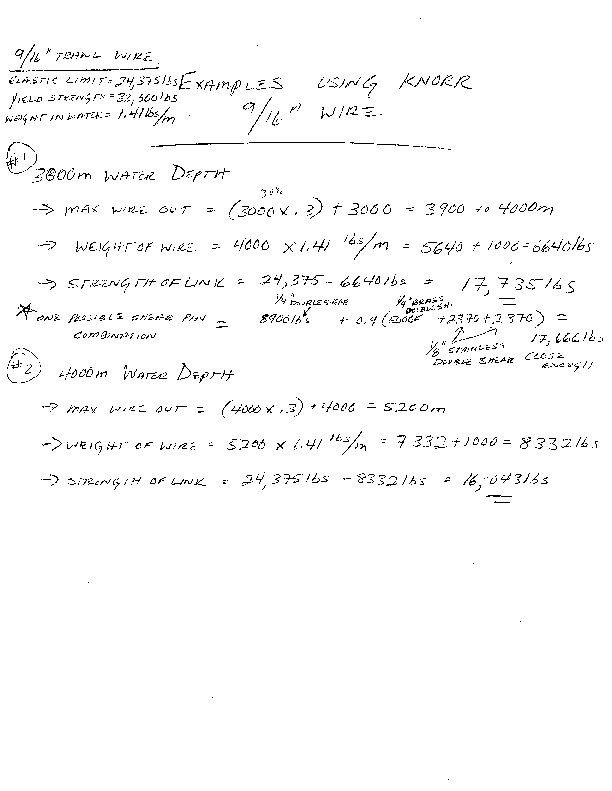 9/16" TRAWL WIRE
ELASTIC LIMIT = 24,375 lbs
YIELD STRENGTH = 32,500 lbs
WEIGHT IN WATER = 1.41 lbs/m
EXAMPLES USING KNORR
9/16" WIRE.
#1
3000m WATER DEPTH
30%
→ MAX WIRE OUT = (3000 x .3) + 3000 = 3900 to 4000m
→ WEIGHT OF WIRE = 4000 x 1.41 lbs/m = 5640 + 1000 = 6640 lbs
→ STRENGTH OF LINK = 24,375 - 6640 lbs = 17,735 lbs
1/4" DOUBLE SHEAR 1/4" BRASS DOUBLE SH.
* ONE POSSIBLE SHEAR PIN COMBINATION = 8900 lbs + 0.4 ( + 2370 + 2370) =
17,666 lbs
1/8" STAINLESS DOUBLE SHEAR
CLOSE ENOUGH
#2
4000m WATER DEPTH
→ MAX WIRE OUT = (4000 x .3) + 4000 = 5200m
→ WEIGHT OF WIRE = 5200 x 1.41 lbs/m = 7332 + 1000 = 8332 lbs
→ STRENGTH OF LINK = 24,375 lbs - 8332 lbs = 16,043 lbs